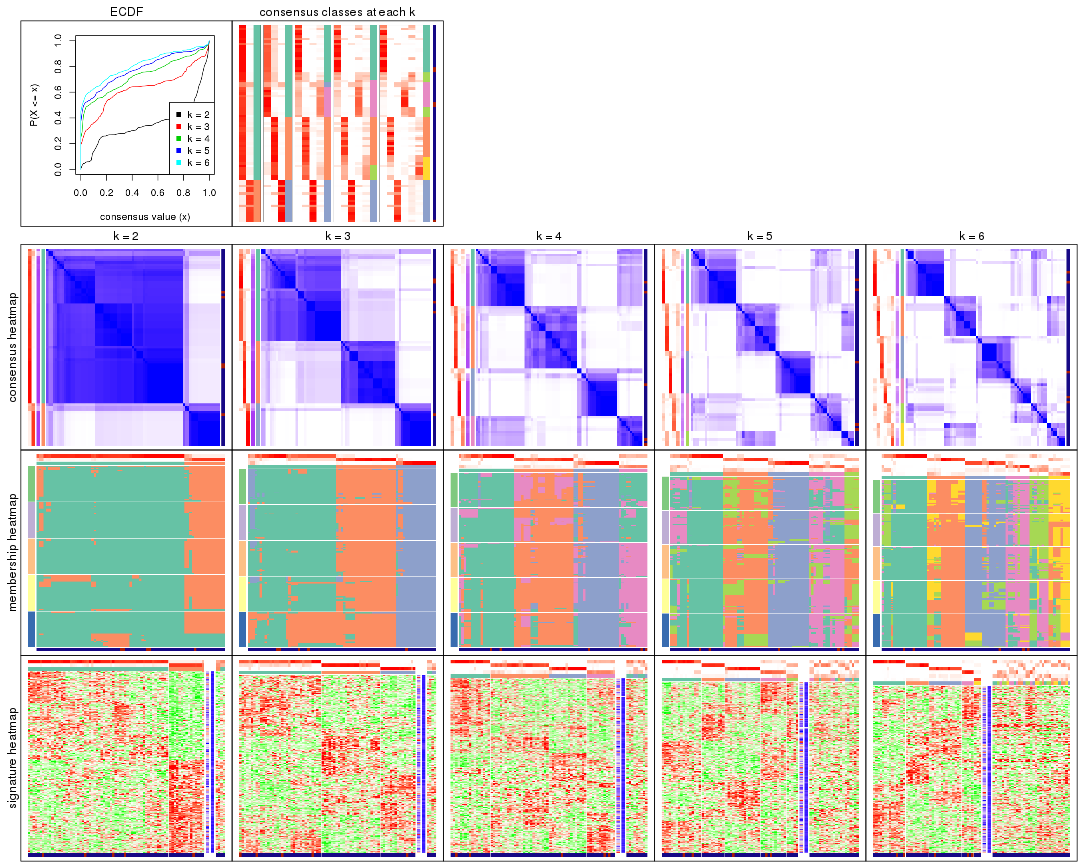 ECDF
consensus classes at each k
P(X <= x)
1.0
0.8
0.6
0.4
0.2
0.0
k = 2
k = 3
k = 4
k = 5
k = 6
0.0 0.2 0.4 0.6 0.8 1.0
consensus value (x)
k = 2 k = 3 k = 4 k = 5 k = 6
consensus heatmap
membership heatmap
signature heatmap